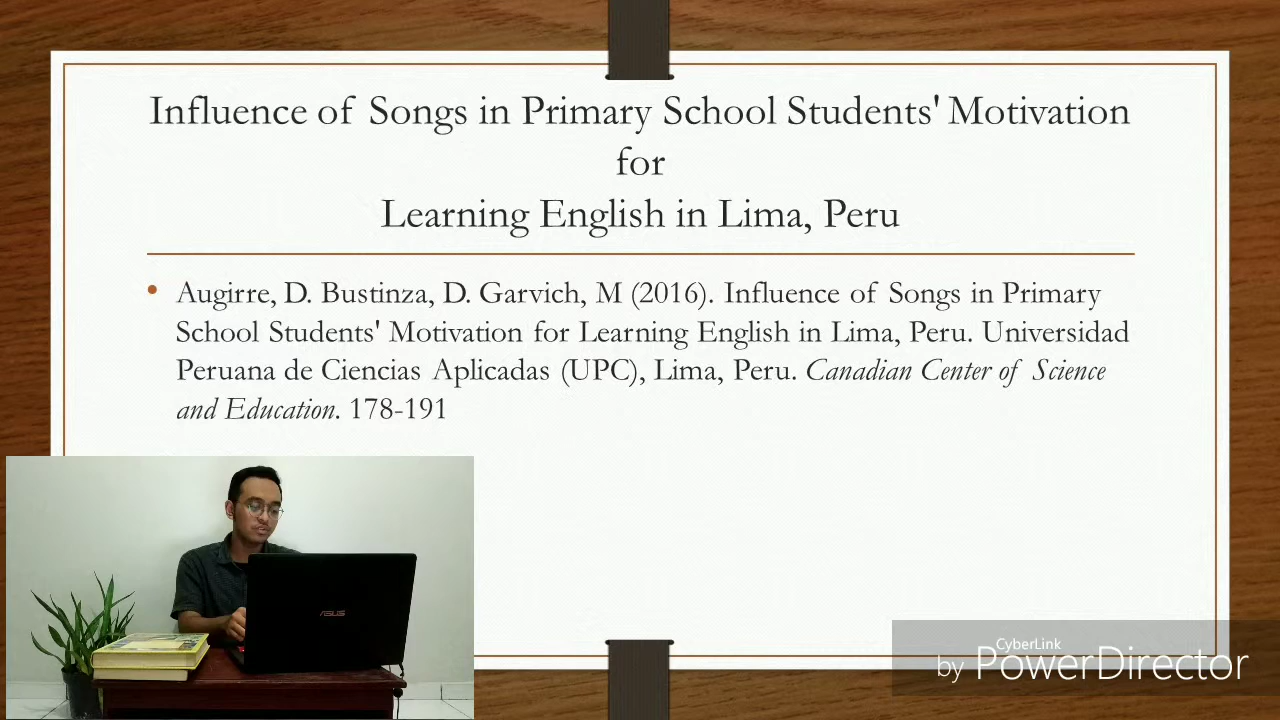 Influence of Songs in Primary School Students' Motivation
for
Learning English in Lima, Peru
• Augirre, D. Bustinza, D. Garvich, M (2016). Influence of Songs in Primary
School Students' Motivation for Learning English in Lima, Peru. Universidad
Peruana de Ciencias Aplicadas (UPC), Lima, Peru. Canadian Center of Science
and Education. 178-191
ASUS
CyberLink
by PowerDirector